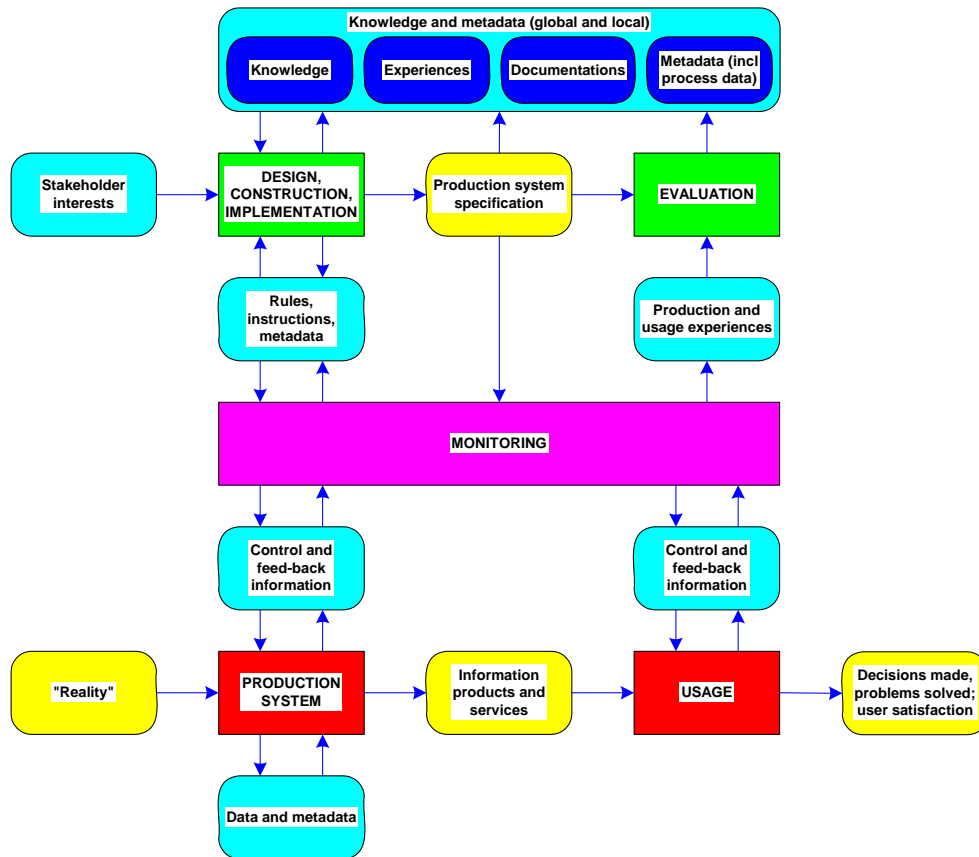 Knowledge and metadata (global and local)
Knowledge
Experiences
Documentations
Metadata (incl
process data)
Stakeholder
interests
DESIGN,
CONSTRUCTION,
IMPLEMENTATION
Production system
specification
EVALUATION
Rules,
instructions,
metadata
Production and
usage experiences
MONITORING
Control and
feed-back
information
Control and
feed-back
information
"Reality"
PRODUCTION
SYSTEM
Information
products and
services
USAGE
Decisions made,
problems solved;
user satisfaction
Data and metadata